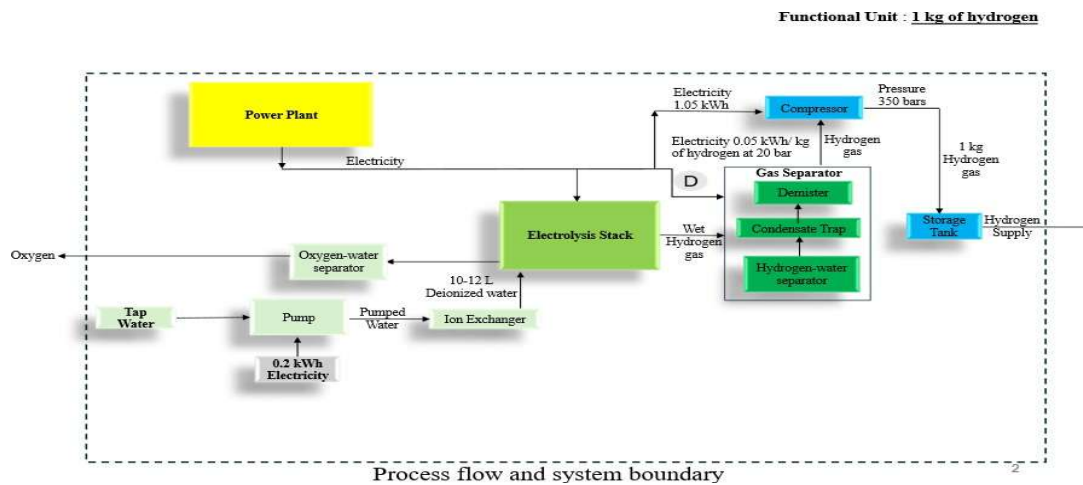 Functional Unit : 1 kg of hydrogen
Power Plant
Electricity
Electricity
1.05 kWh
Compressor
Pressure
350 bars
Electricity 0.05 kWh/ kg
of hydrogen at 20 bar
Hydrogen
gas
1 kg
Hydrogen
gas
D
Gas Separator
Demister
Condensate Trap
Hydrogen-water
separator
Electrolysis Stack
Wet
Hydrogen
gas
Storage
Tank
Hydrogen
Supply
Oxygen
Oxygen-water
separator
10-12 L
Deionized water
Tap
Water
Pump
Pumped
Water
Ion Exchanger
0.2 kWh
Electricity
Process flow and system boundary
2